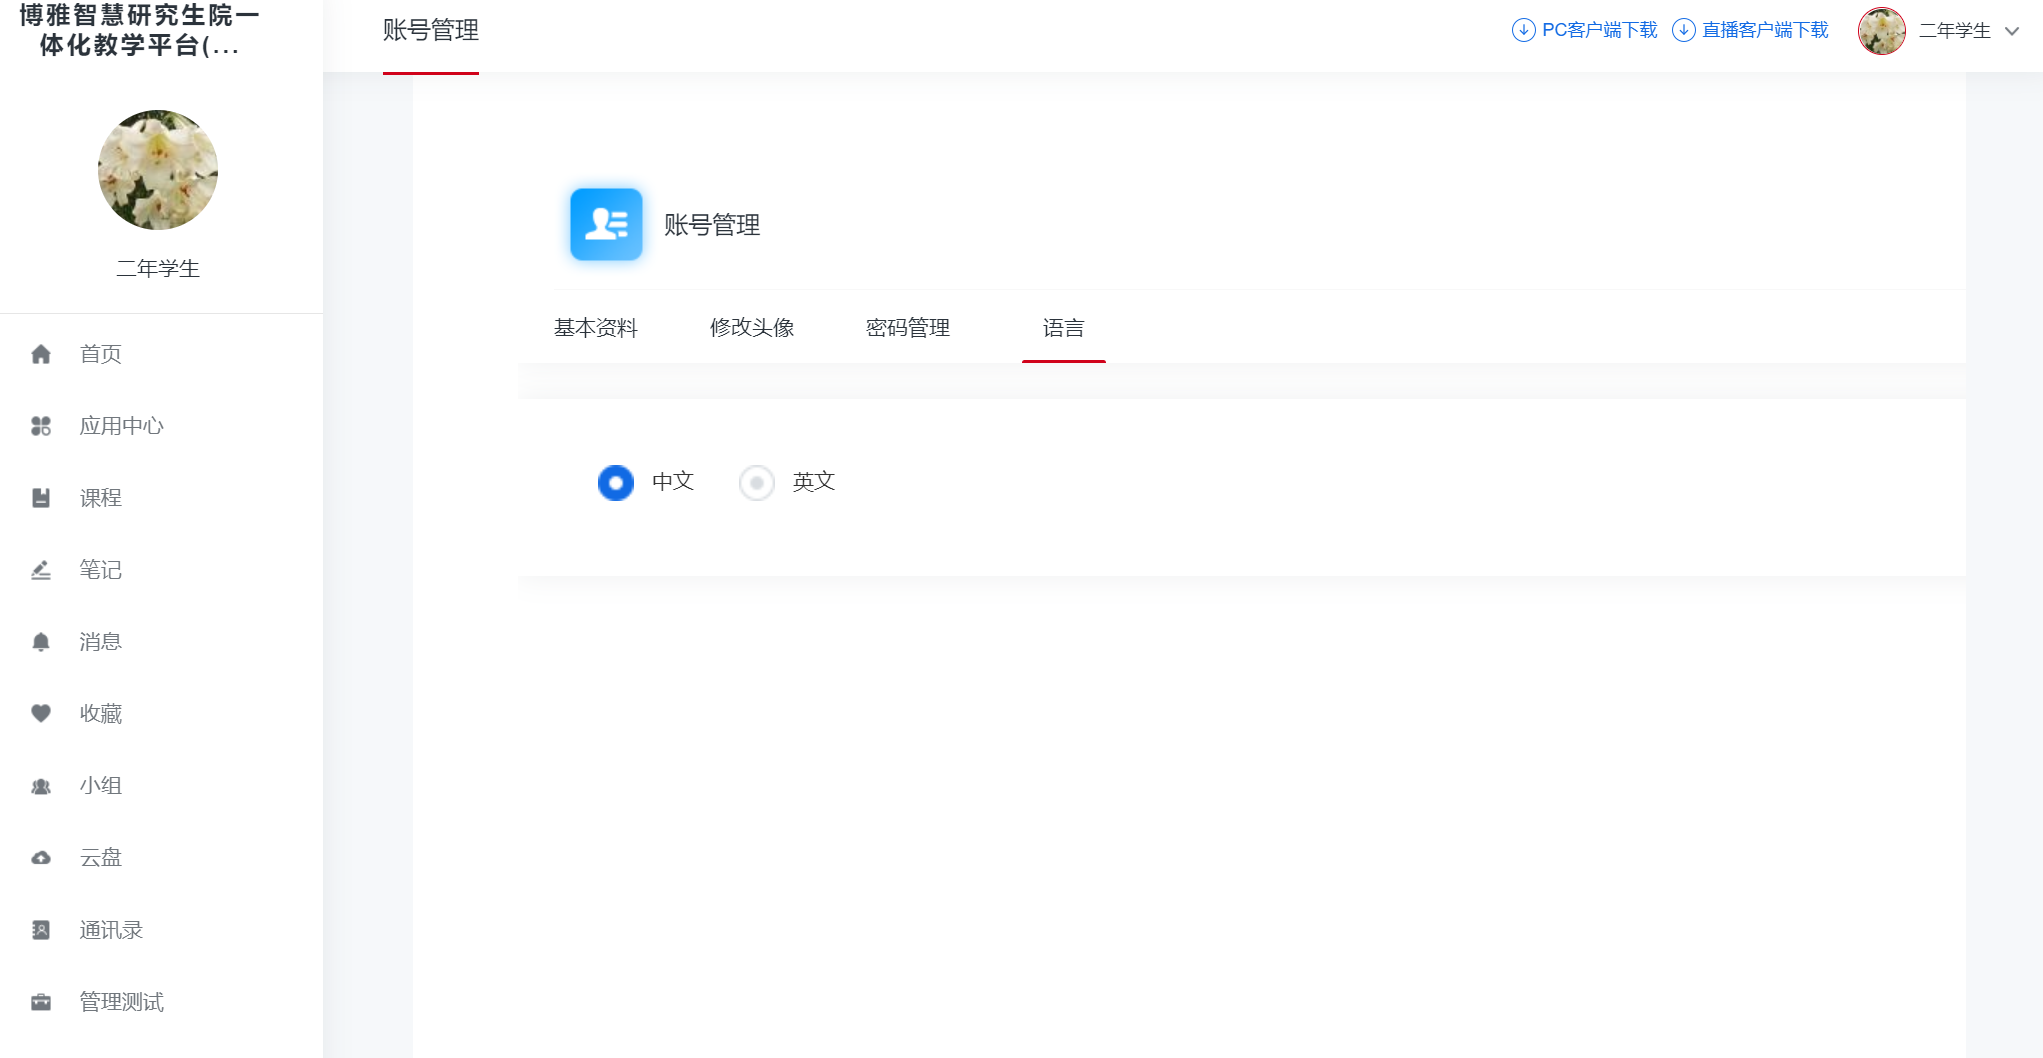 博雅智慧研究生院一
体化教学平台(...
二年学生
首页
应用中心
课程
笔记
消息
收藏
小组
云盘
通讯录
管理测试
账号管理
PC客户端下载 直播客户端下载 二年学生
账号管理
基本资料 修改头像 密码管理 语言
中文 英文